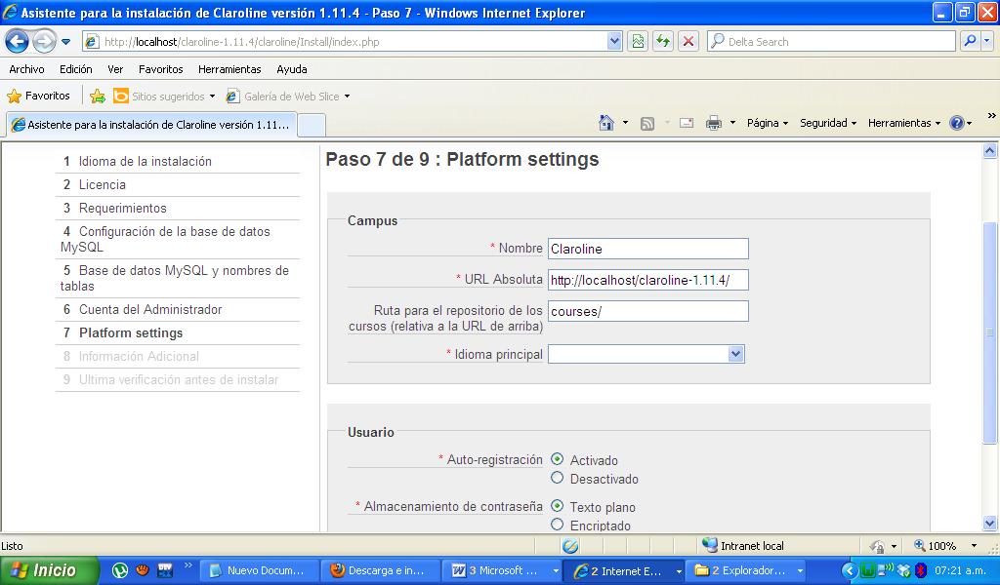 Asistente para la instalación de Claroline versión 1.11.4 - Paso 7 - Windows Internet Explorer
http://localhost/claroline-1.11.4/claroline/Install/index.php
Delta Search
Archivo Edición Ver Favoritos Herramientas Ayuda
Favoritos Sitios sugeridos Galería de Web Slice
Asistente para la instalación de Claroline versión 1.11...
Página Seguridad Herramientas »
1 Idioma de la instalación
2 Licencia
3 Requerimientos
4 Configuración de la base de datos
MySQL
5 Base de datos MySQL y nombres de
tablas
6 Cuenta del Administrador
7 Platform settings
8 Información Adicional
9 Ultima verificación antes de instalar
Paso 7 de 9 : Platform settings
Campus
* Nombre Claroline
* URL Absoluta http://localhost/claroline-1.11.4/
Ruta para el repositorio de los
cursos (relativa a la URL de arriba) courses/
* Idioma principal
Usuario
* Auto-registración Activado
Desactivado
* Almacenamiento de contraseña Texto plano
Encriptado
Listo Intranet local 100%
Inicio » Nuevo Docum... Descarga e in... 3 Microsoft ... 2 Internet E... 2 Explorador... 07:21 a.m.